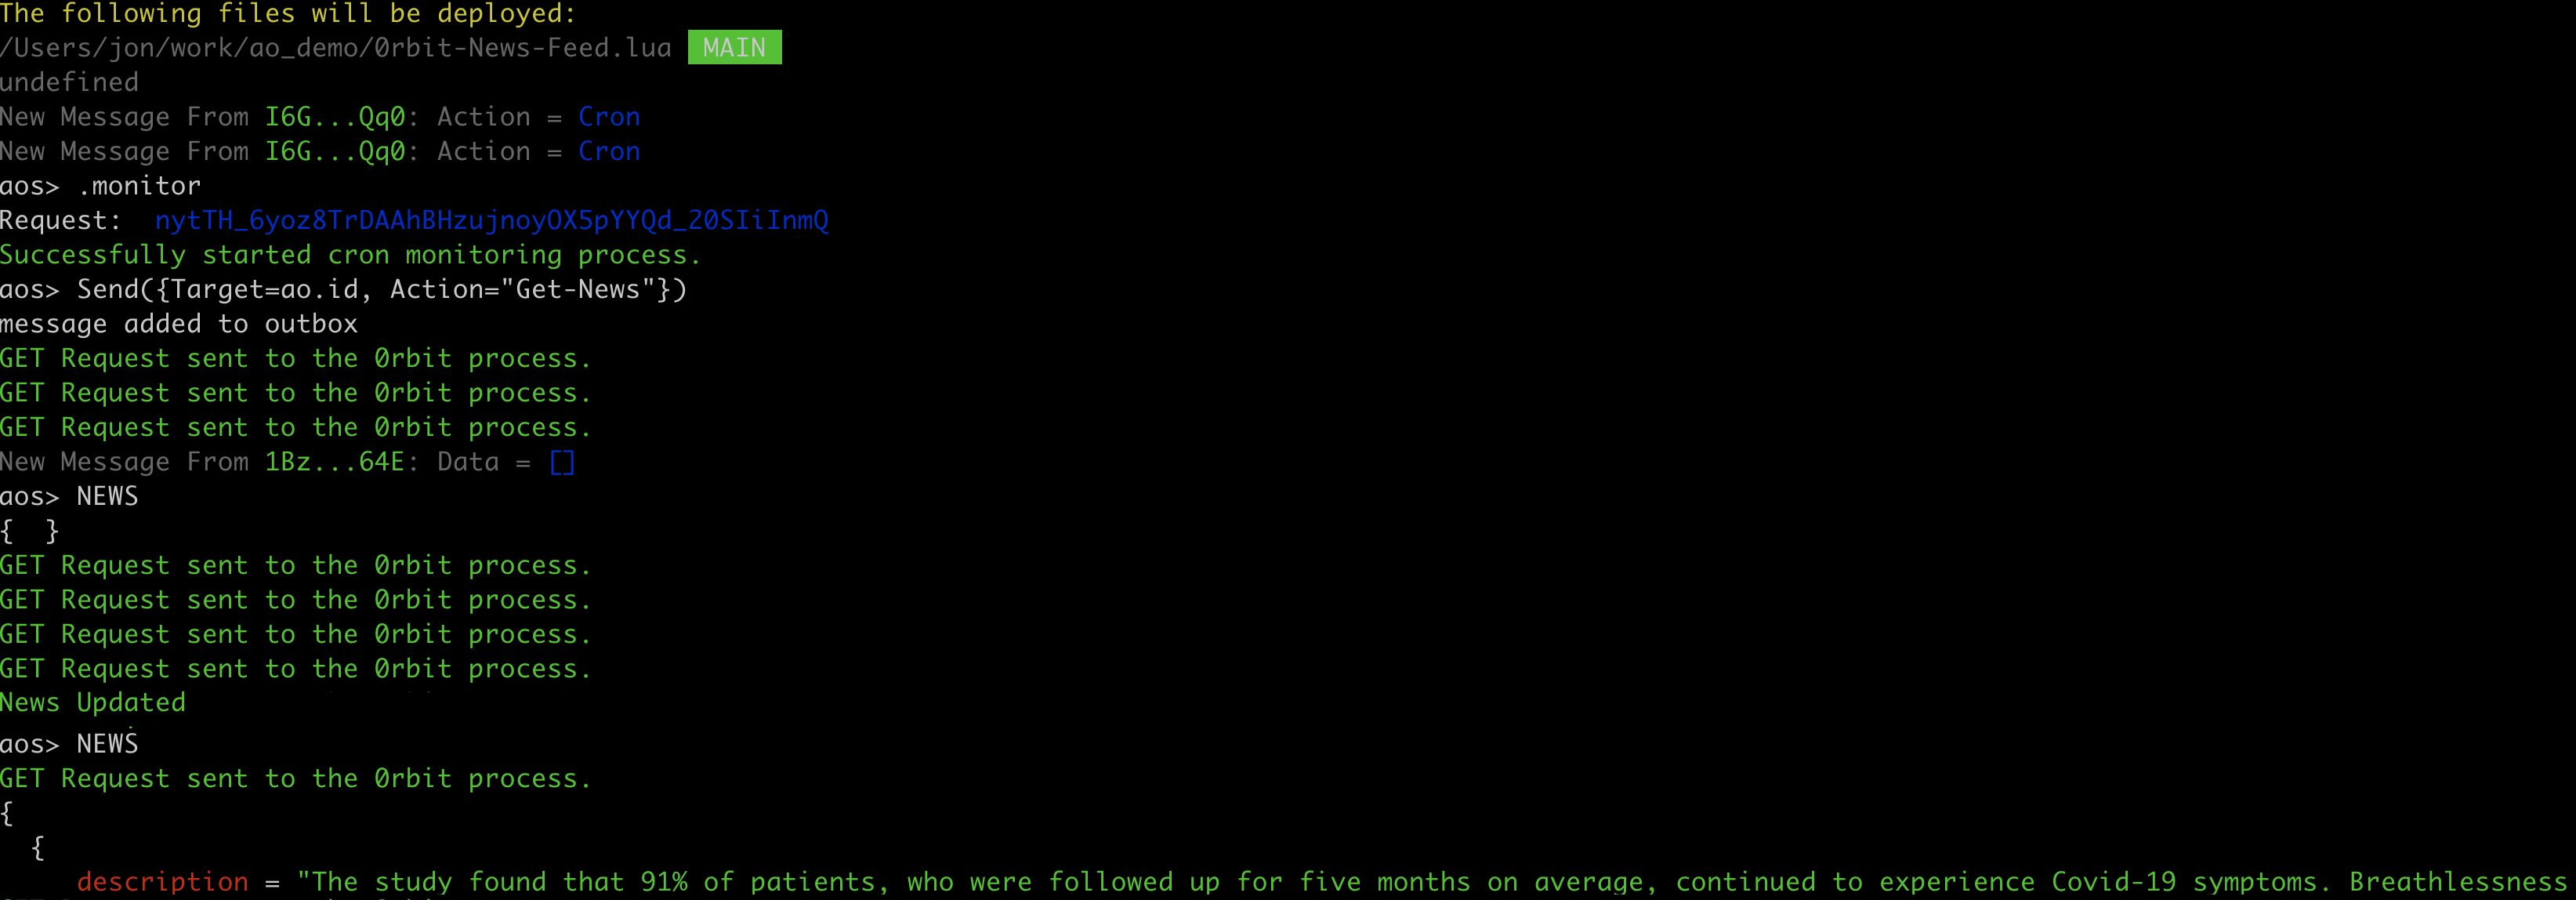 The following files will be deployed:
/Users/jon/work/ao_demo/0rbit-News-Feed.lua MAIN
undefined
New Message From I6G...Qq0: Action = Cron
New Message From I6G...Qq0: Action = Cron
aos> .monitor
Request:  nytTH_6yoz8TrDAAhBHzujnoyOX5pYYQd_20SIiInmQ
Successfully started cron monitoring process.
aos> Send({Target=ao.id, Action="Get-News"})
message added to outbox
GET Request sent to the 0rbit process.
GET Request sent to the 0rbit process.
GET Request sent to the 0rbit process.
New Message From 1Bz...64E: Data = []
aos> NEWS
{  }
GET Request sent to the 0rbit process.
GET Request sent to the 0rbit process.
GET Request sent to the 0rbit process.
GET Request sent to the 0rbit process.
News Updated
aos> NEWS
GET Request sent to the 0rbit process.
{
  {
     description = "The study found that 91% of patients, who were followed up for five months on average, continued to experience Covid-19 symptoms. Breathlessness